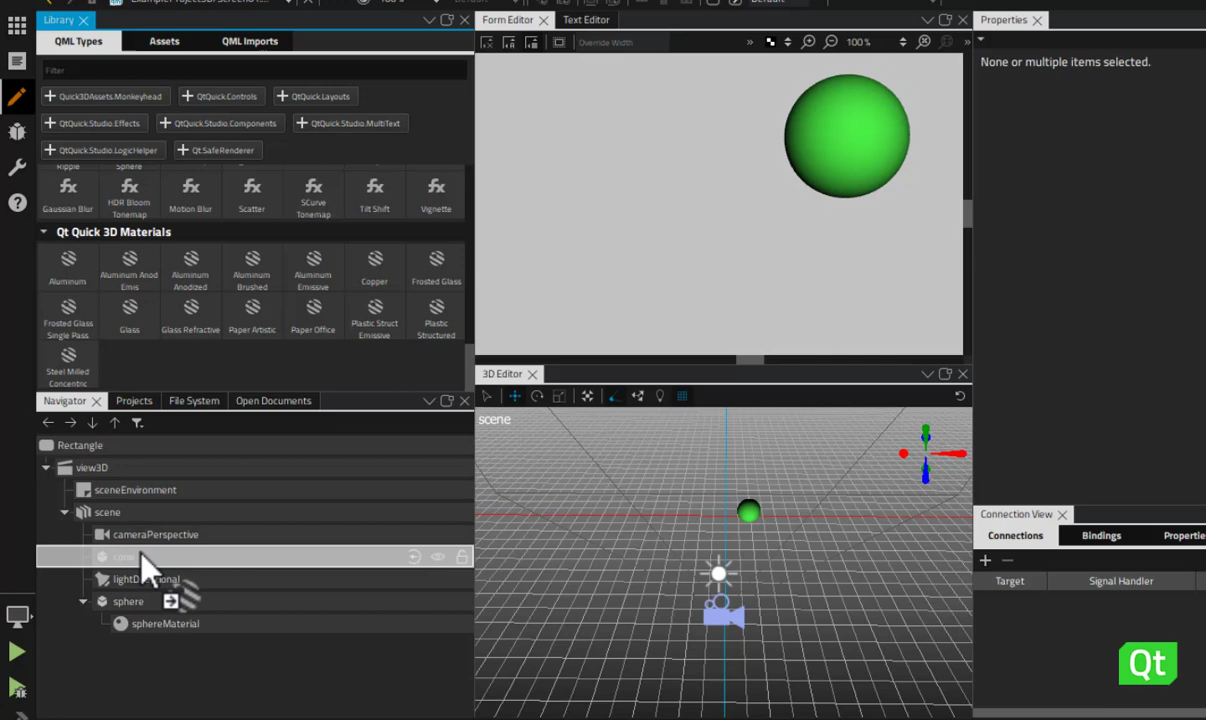 Library
QML Types
Assets
QML Imports
Filter
Quick3DAssets.Monkeyhead
QtQuick.Controls
QtQuick.Layouts
QtQuick.Studio.Effects
QtQuick.Studio.Components
QtQuick.Studio.MultiText
QtQuick.Studio.LogicHelper
Qt.SafeRenderer
Ripple
Sphere
Gaussian Blur
HDR Bloom
Tonemap
Motion Blur
Scatter
SCurve
Tonemap
Tilt Shift
Vignette
Qt Quick 3D Materials
Aluminum
Aluminum Anod
Emis
Aluminum
Anodized
Aluminum
Brushed
Aluminum
Emissive
Copper
Frosted Glass
Frosted Glass
Single Pass
Glass
Glass Refractive
Paper Artistic
Paper Office
Plastic Struct
Emissive
Plastic
Structured
Steel Milled
Concentric
Navigator
Projects
File System
Open Documents
Rectangle
view3D
sceneEnvironment
scene
cameraPerspective
sphere
sphereMaterial
Form Editor
Text Editor
Override Width
»
100%
»
3D Editor
scene
Properties
None or multiple items selected.
Connection View
Connections
Bindings
Properties
Target
Signal Handler
Qt